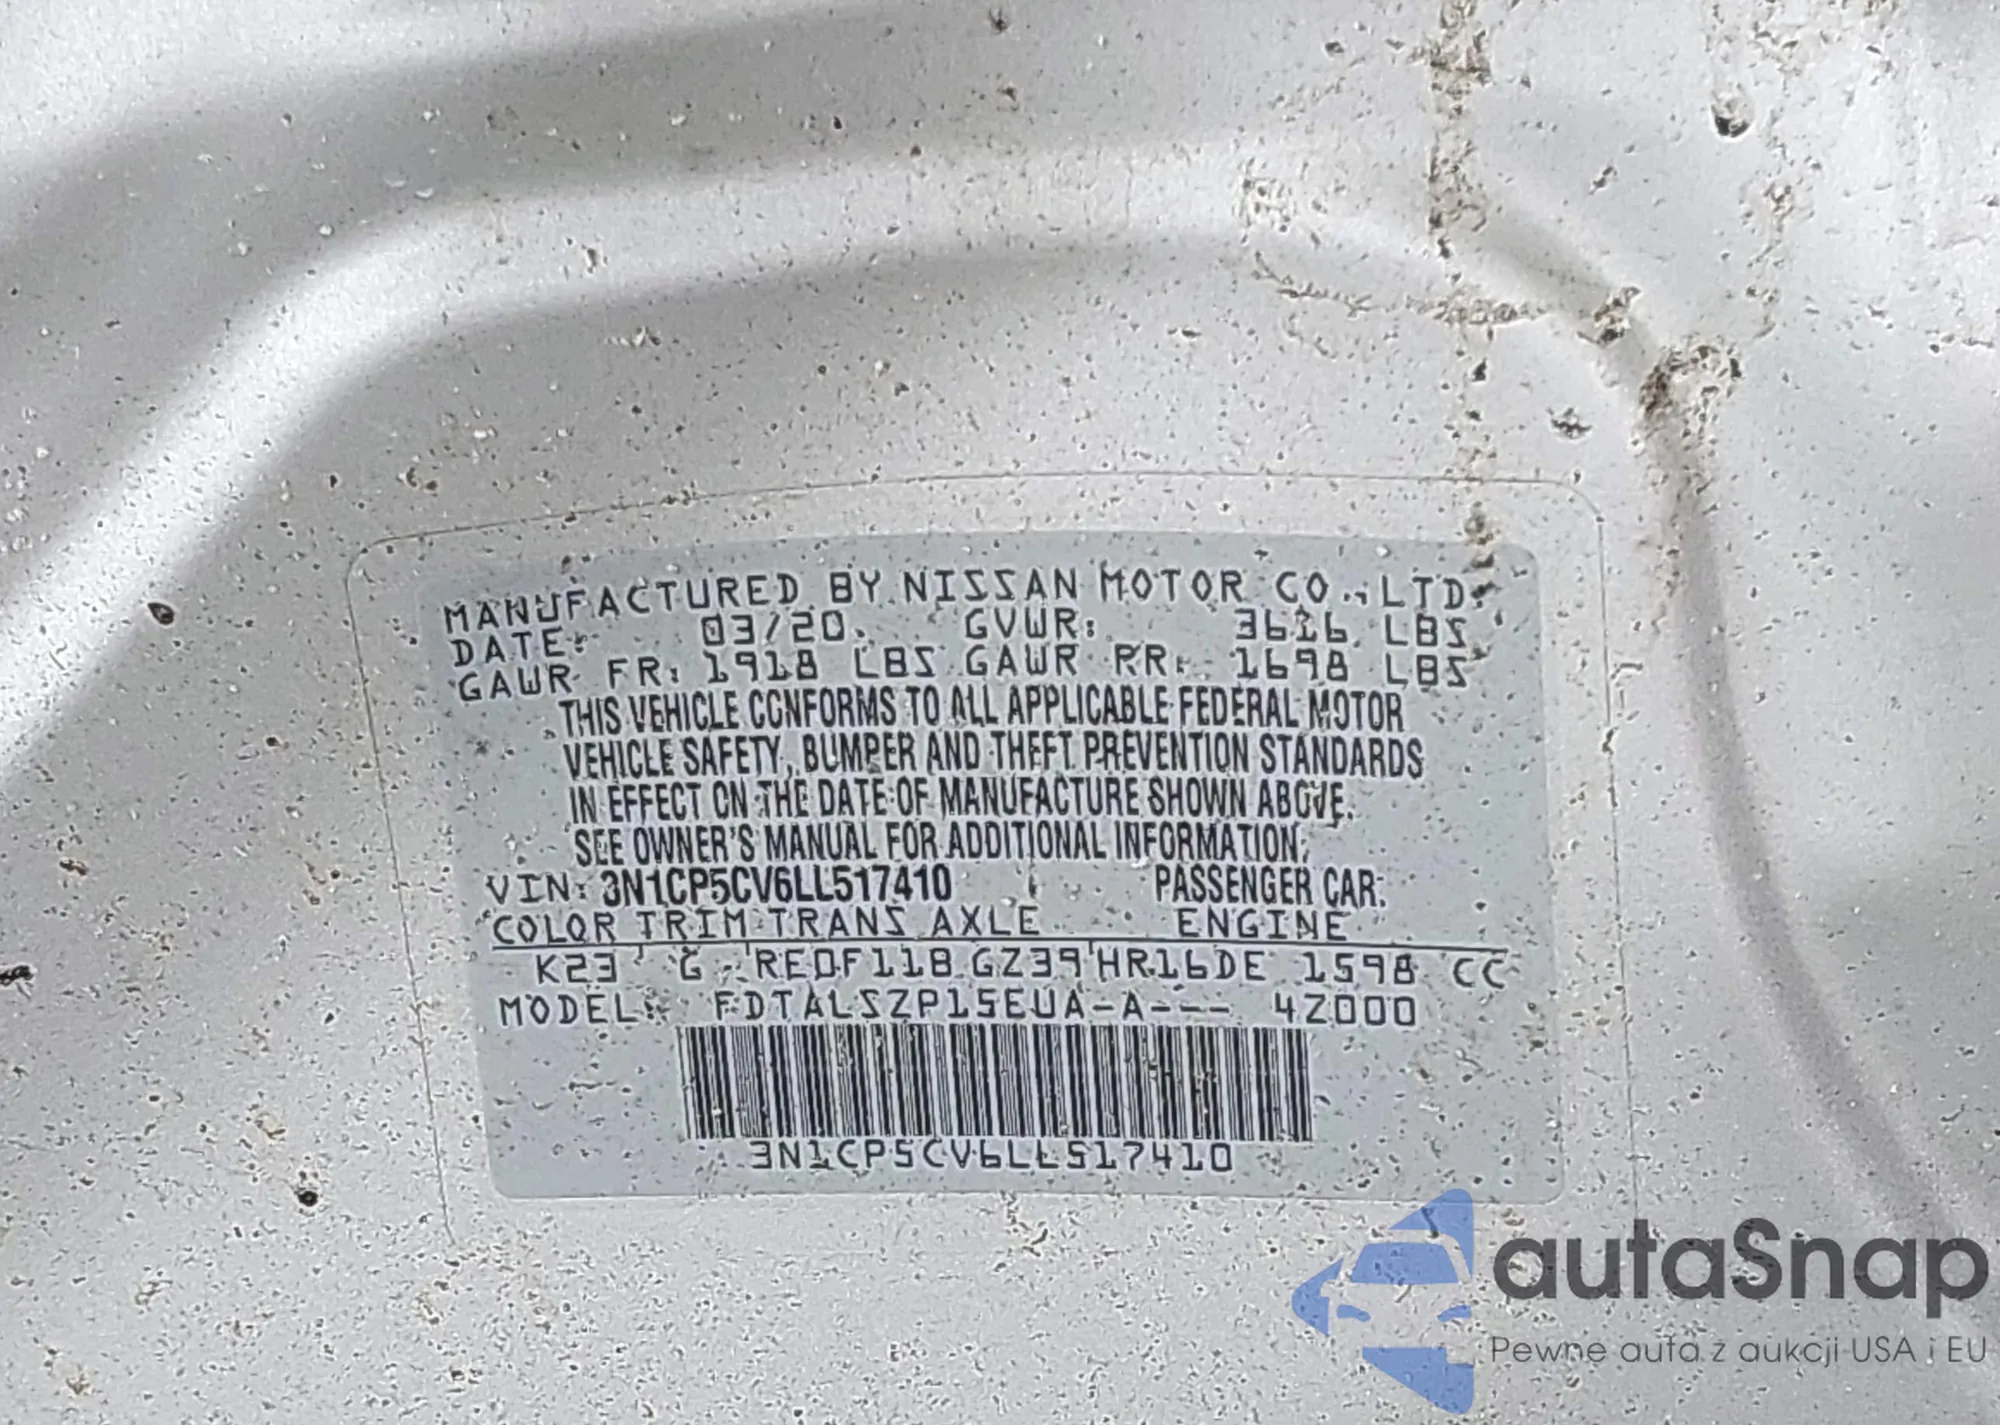 MANUFACTURED BY NISSAN MOTOR CO., LTD.
DATE: 03/20 GVWR: 3616 LBS
GAWR FR: 1918 LBS GAWR RR: 1698 LBS
THIS VEHICLE CONFORMS TO ALL APPLICABLE FEDERAL MOTOR
VEHICLE SAFETY, BUMPER AND THEFT PREVENTION STANDARDS
IN EFFECT ON THE DATE OF MANUFACTURE SHOWN ABOVE.
SEE OWNER'S MANUAL FOR ADDITIONAL INFORMATION.
VIN: 3N1CP5CV6LL517410 PASSENGER CAR
COLOR TRIM TRANS AXLE ENGINE
K23 G RE0F11B GZ39 HR16DE 1598 CC
MODEL: FDTALSZP15EUA-A--- 4Z000
3N1CP5CV6LL517410
autaSnap
Pewne auta z aukcji USA i EU